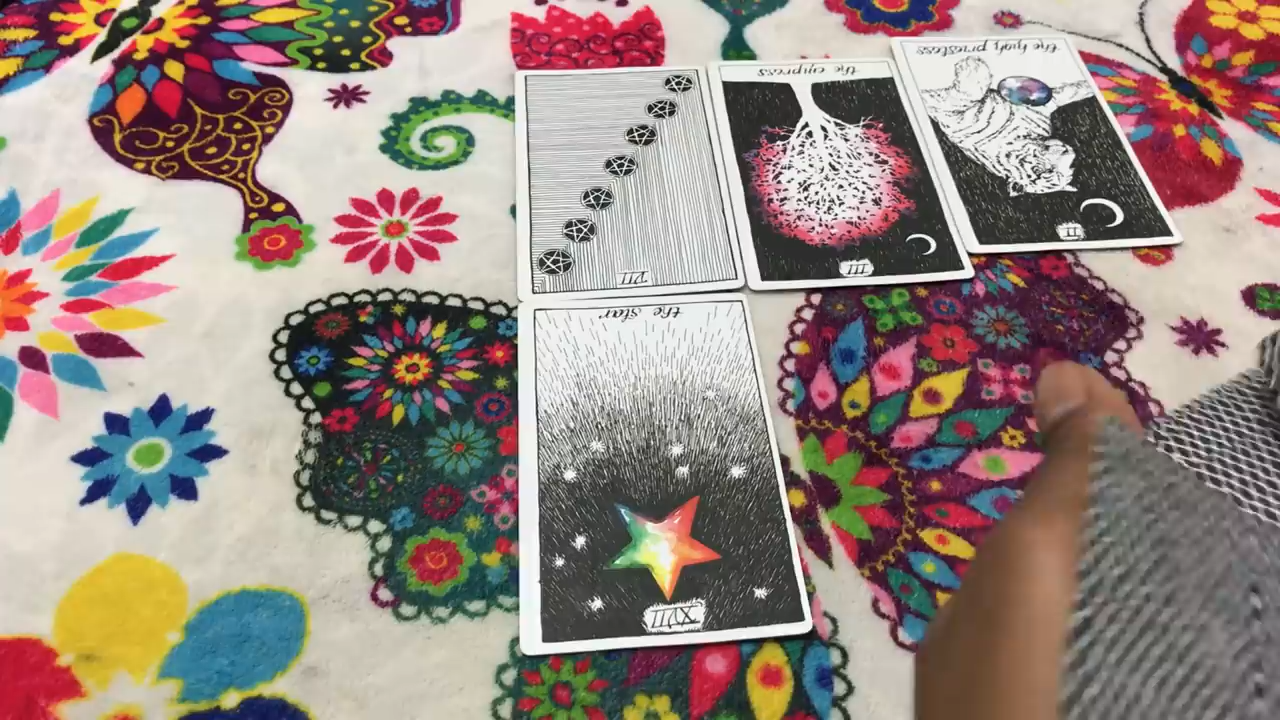 the high priestess
the empress
II
III
VII
the star
XVII